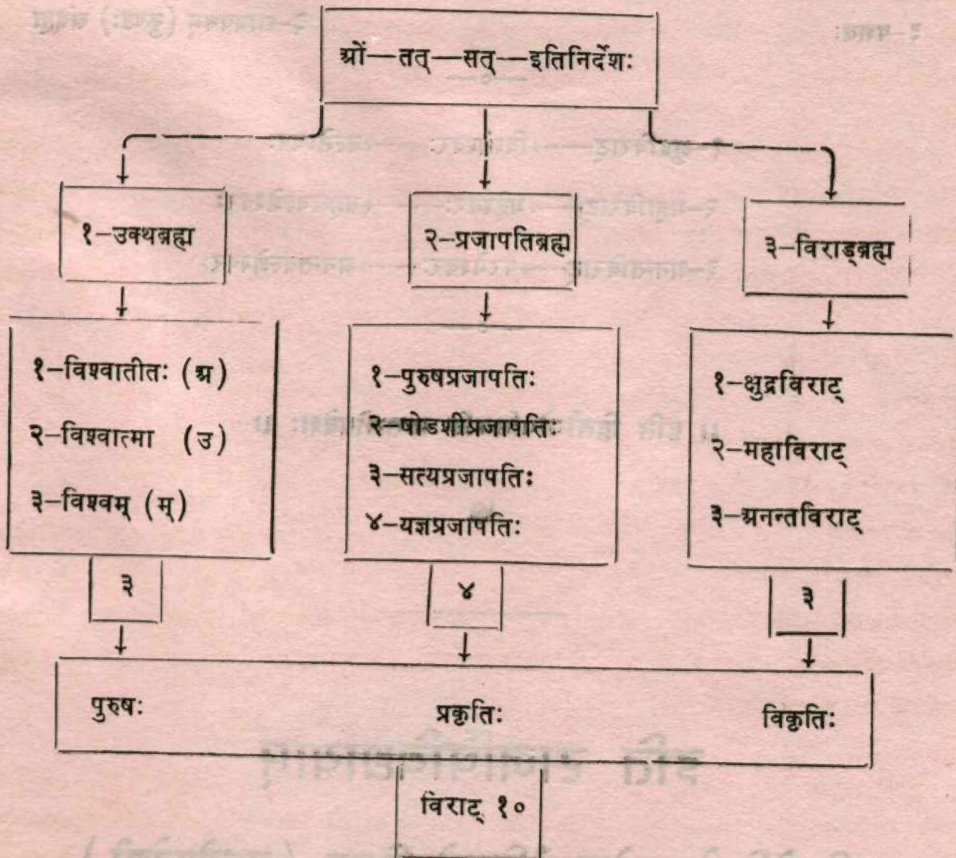 ओं—तत्—सत्—इतिनिर्देशः
१-उक्थब्रह्म
२-प्रजापतिब्रह्म
३-विराड्ब्रह्म
१-विश्वातीतः (अ)
२-विश्वात्मा (उ)
३-विश्वम् (म्)
१-पुरुषप्रजापतिः
२-षोडशीप्रजापतिः
३-सत्यप्रजापतिः
४-यज्ञप्रजापतिः
१-क्षुद्रविराट्
२-महाविराट्
३-अनन्तविराट्
३
४
३
पुरुषः प्रकृतिः विकृतिः
विराट् १०